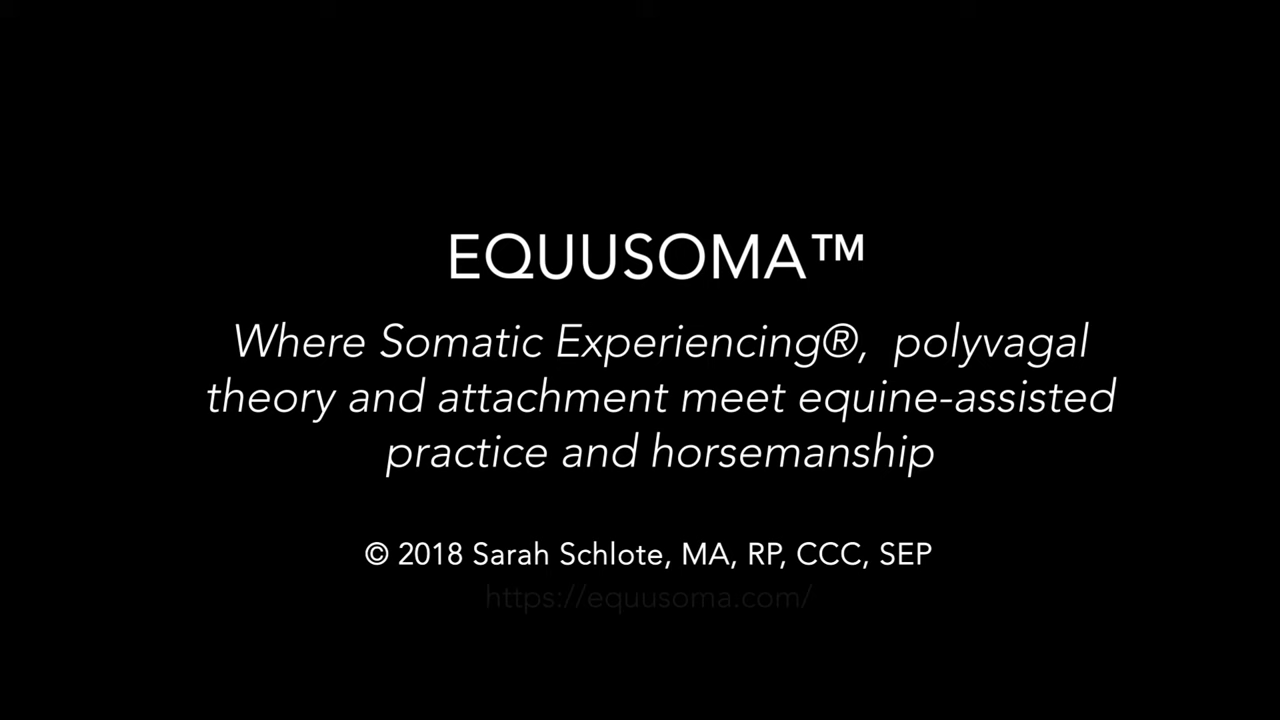 EQUUSOMA™
Where Somatic Experiencing®, polyvagal
theory and attachment meet equine-assisted
practice and horsemanship
© 2018 Sarah Schlote, MA, RP, CCC, SEP
https://equusoma.com/